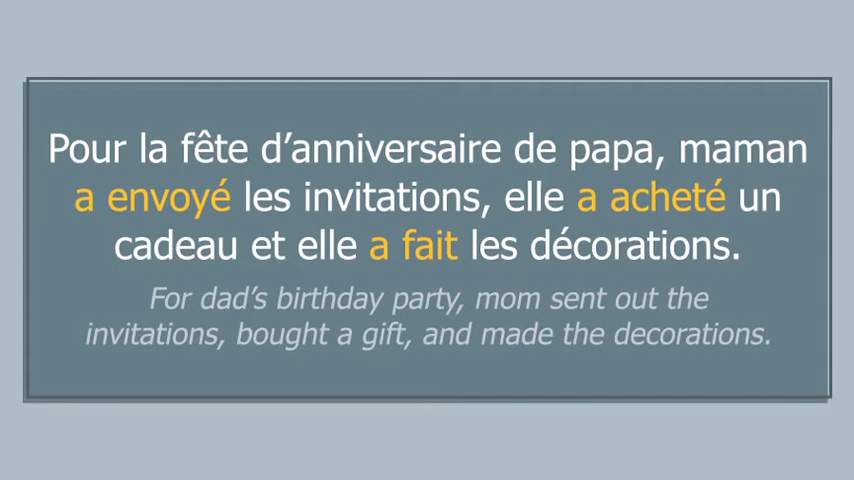 Pour la fête d’anniversaire de papa, maman
a envoyé les invitations, elle a acheté un
cadeau et elle a fait les décorations.
For dad’s birthday party, mom sent out the
invitations, bought a gift, and made the decorations.